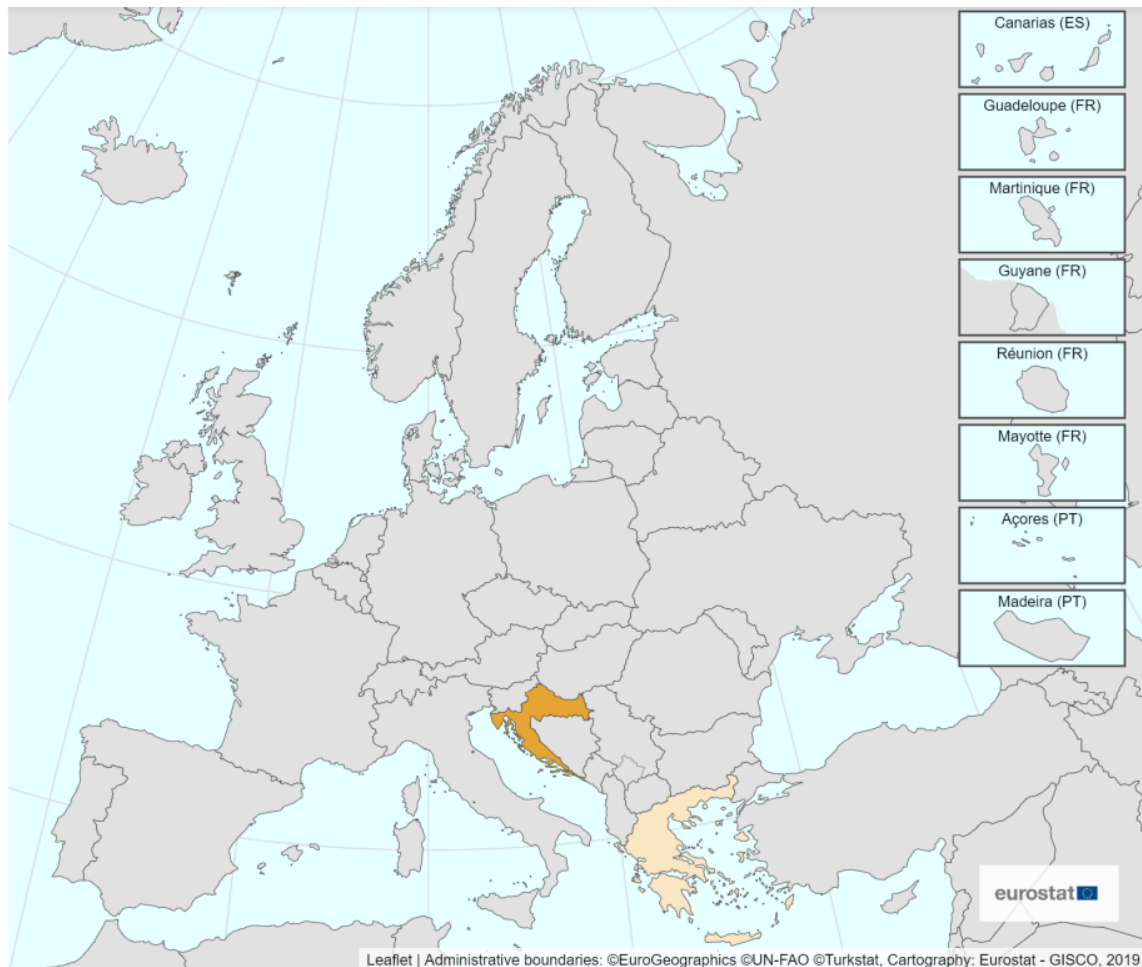 Canarias (ES)
Guadeloupe (FR)
Martinique (FR)
Guyane (FR)
Réunion (FR)
Mayotte (FR)
Açores (PT)
Madeira (PT)
eurostat
Leaflet | Administrative boundaries: ©EuroGeographics ©UN-FAO ©Turkstat, Cartography: Eurostat - GISCO, 2019